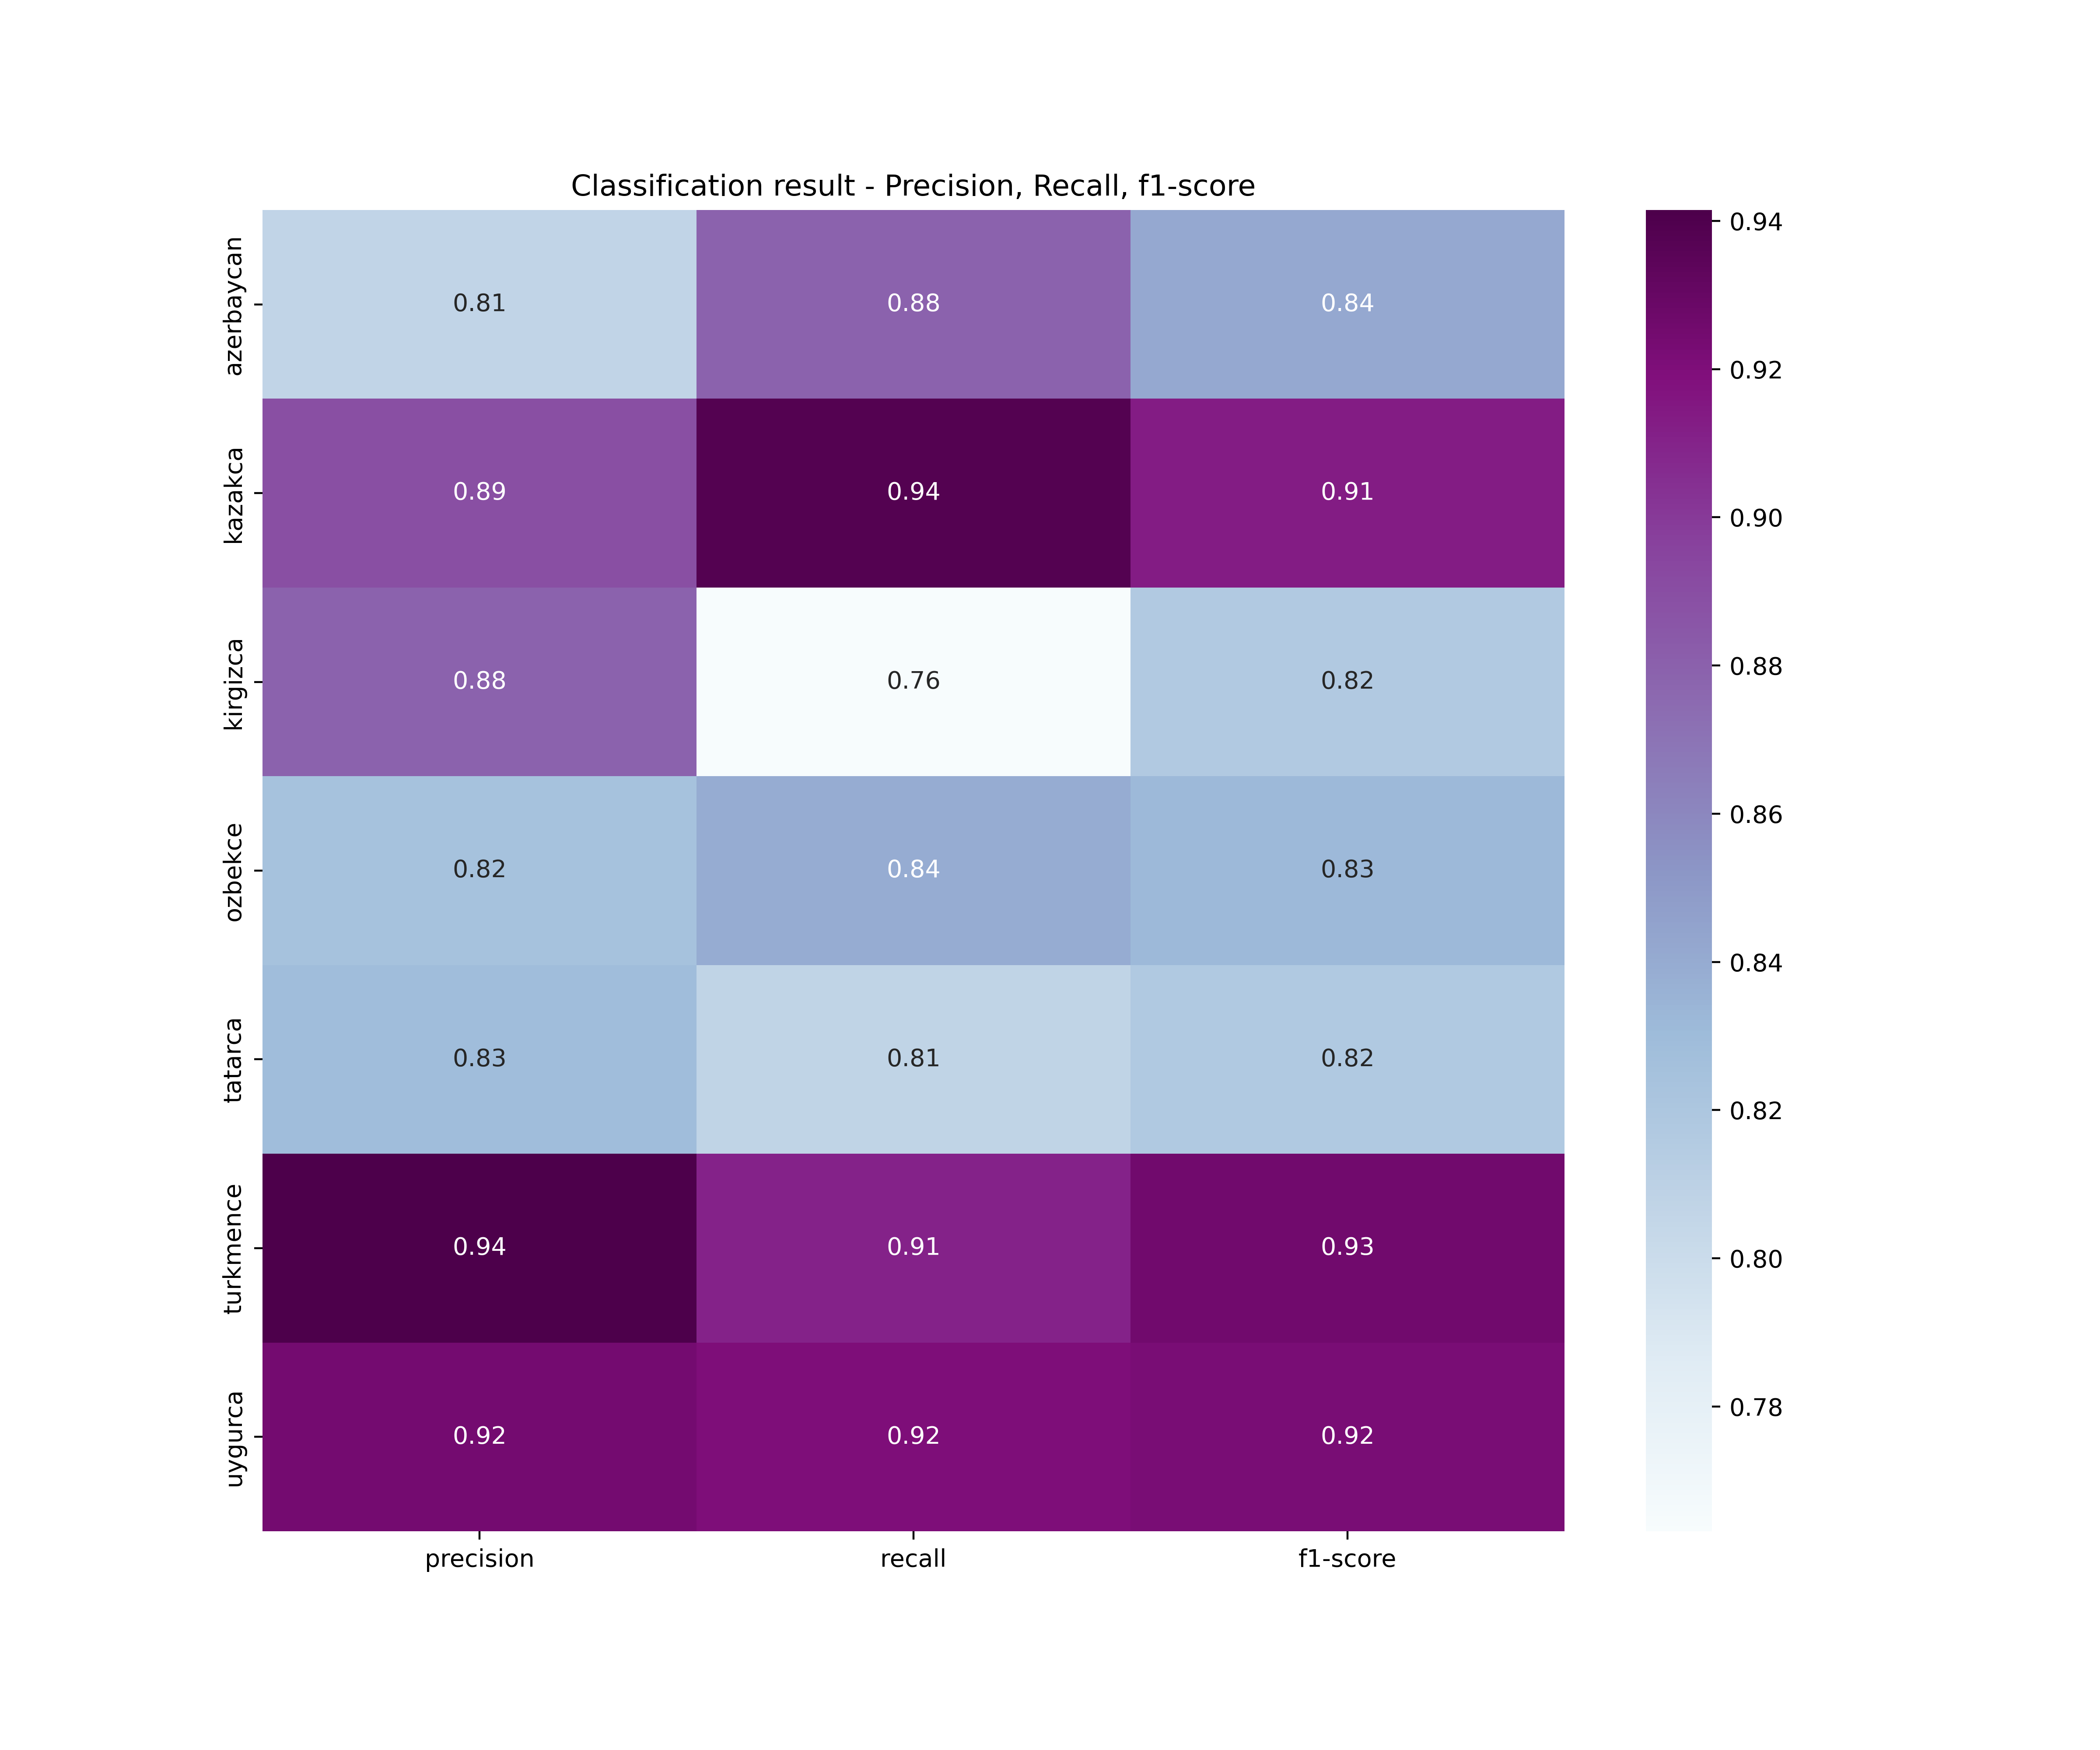 Classification result - Precision, Recall, f1-score
azerbaycan
0.81 0.88 0.84
kazakca
0.89 0.94 0.91
kirgizca
0.88 0.76 0.82
ozbekce
0.82 0.84 0.83
tatarca
0.83 0.81 0.82
turkmence
0.94 0.91 0.93
uygurca
0.92 0.92 0.92
precision recall f1-score
0.94
0.92
0.90
0.88
0.86
0.84
0.82
0.80
0.78